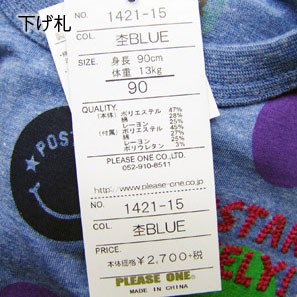 下げ札
NO. 1421-15
COL. 杢BLUE
SIZE. 身長 90cm
体重 13kg
90
QUALITY.
(本体) ポリエステル 47%
綿 28%
レーヨン 25%
(付属) ポリエステル 45%
レーヨン 27%
綿 25%
ポリウレタン 3%
PLEASE ONE CO.,LTD.
052-910-8511
http://www.please-one.co.jp
NO. 1421-15
COL. 杢BLUE
PRICE.
本体価格 ¥2,700+税
PLEASE ONE®
MADE IN CHINA
POST
STAN
ELY